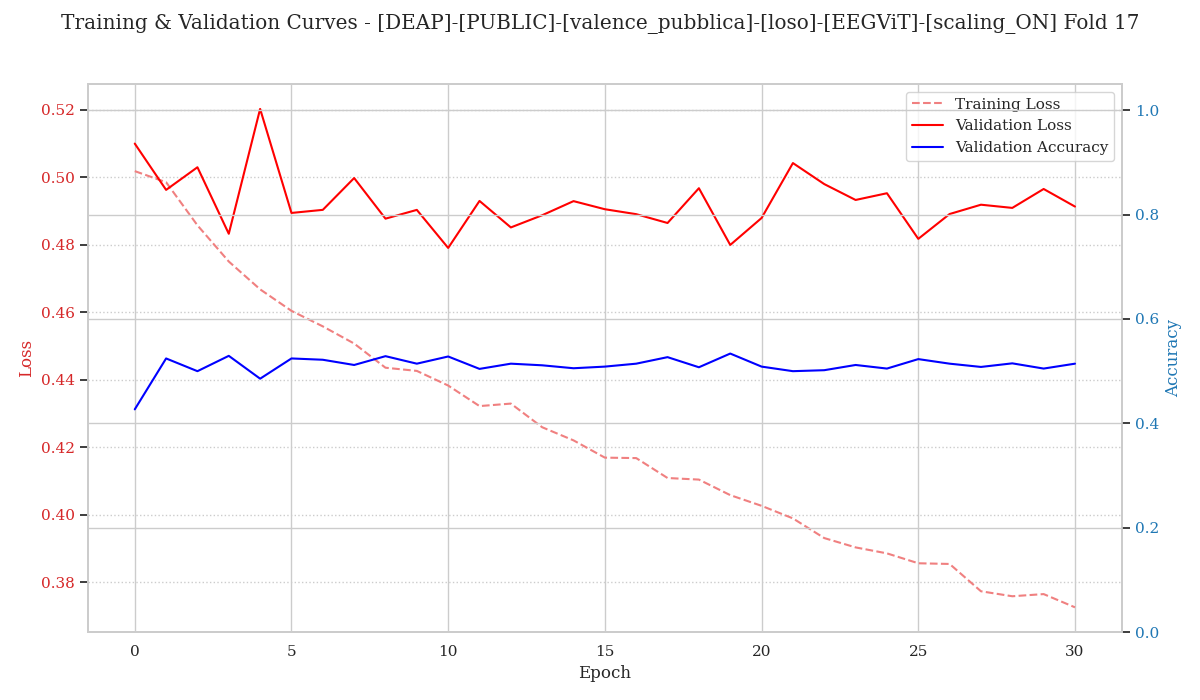 Training & Validation Curves - [DEAP]-[PUBLIC]-[valence_pubblica]-[loso]-[EEGViT]-[scaling_ON] Fold 17
Training Loss
Validation Loss
Validation Accuracy
0.52
0.50
0.48
0.46
0.44
0.42
0.40
0.38
Loss
1.0
0.8
0.6
0.4
0.2
0.0
Accuracy
0 5 10 15 20 25 30
Epoch